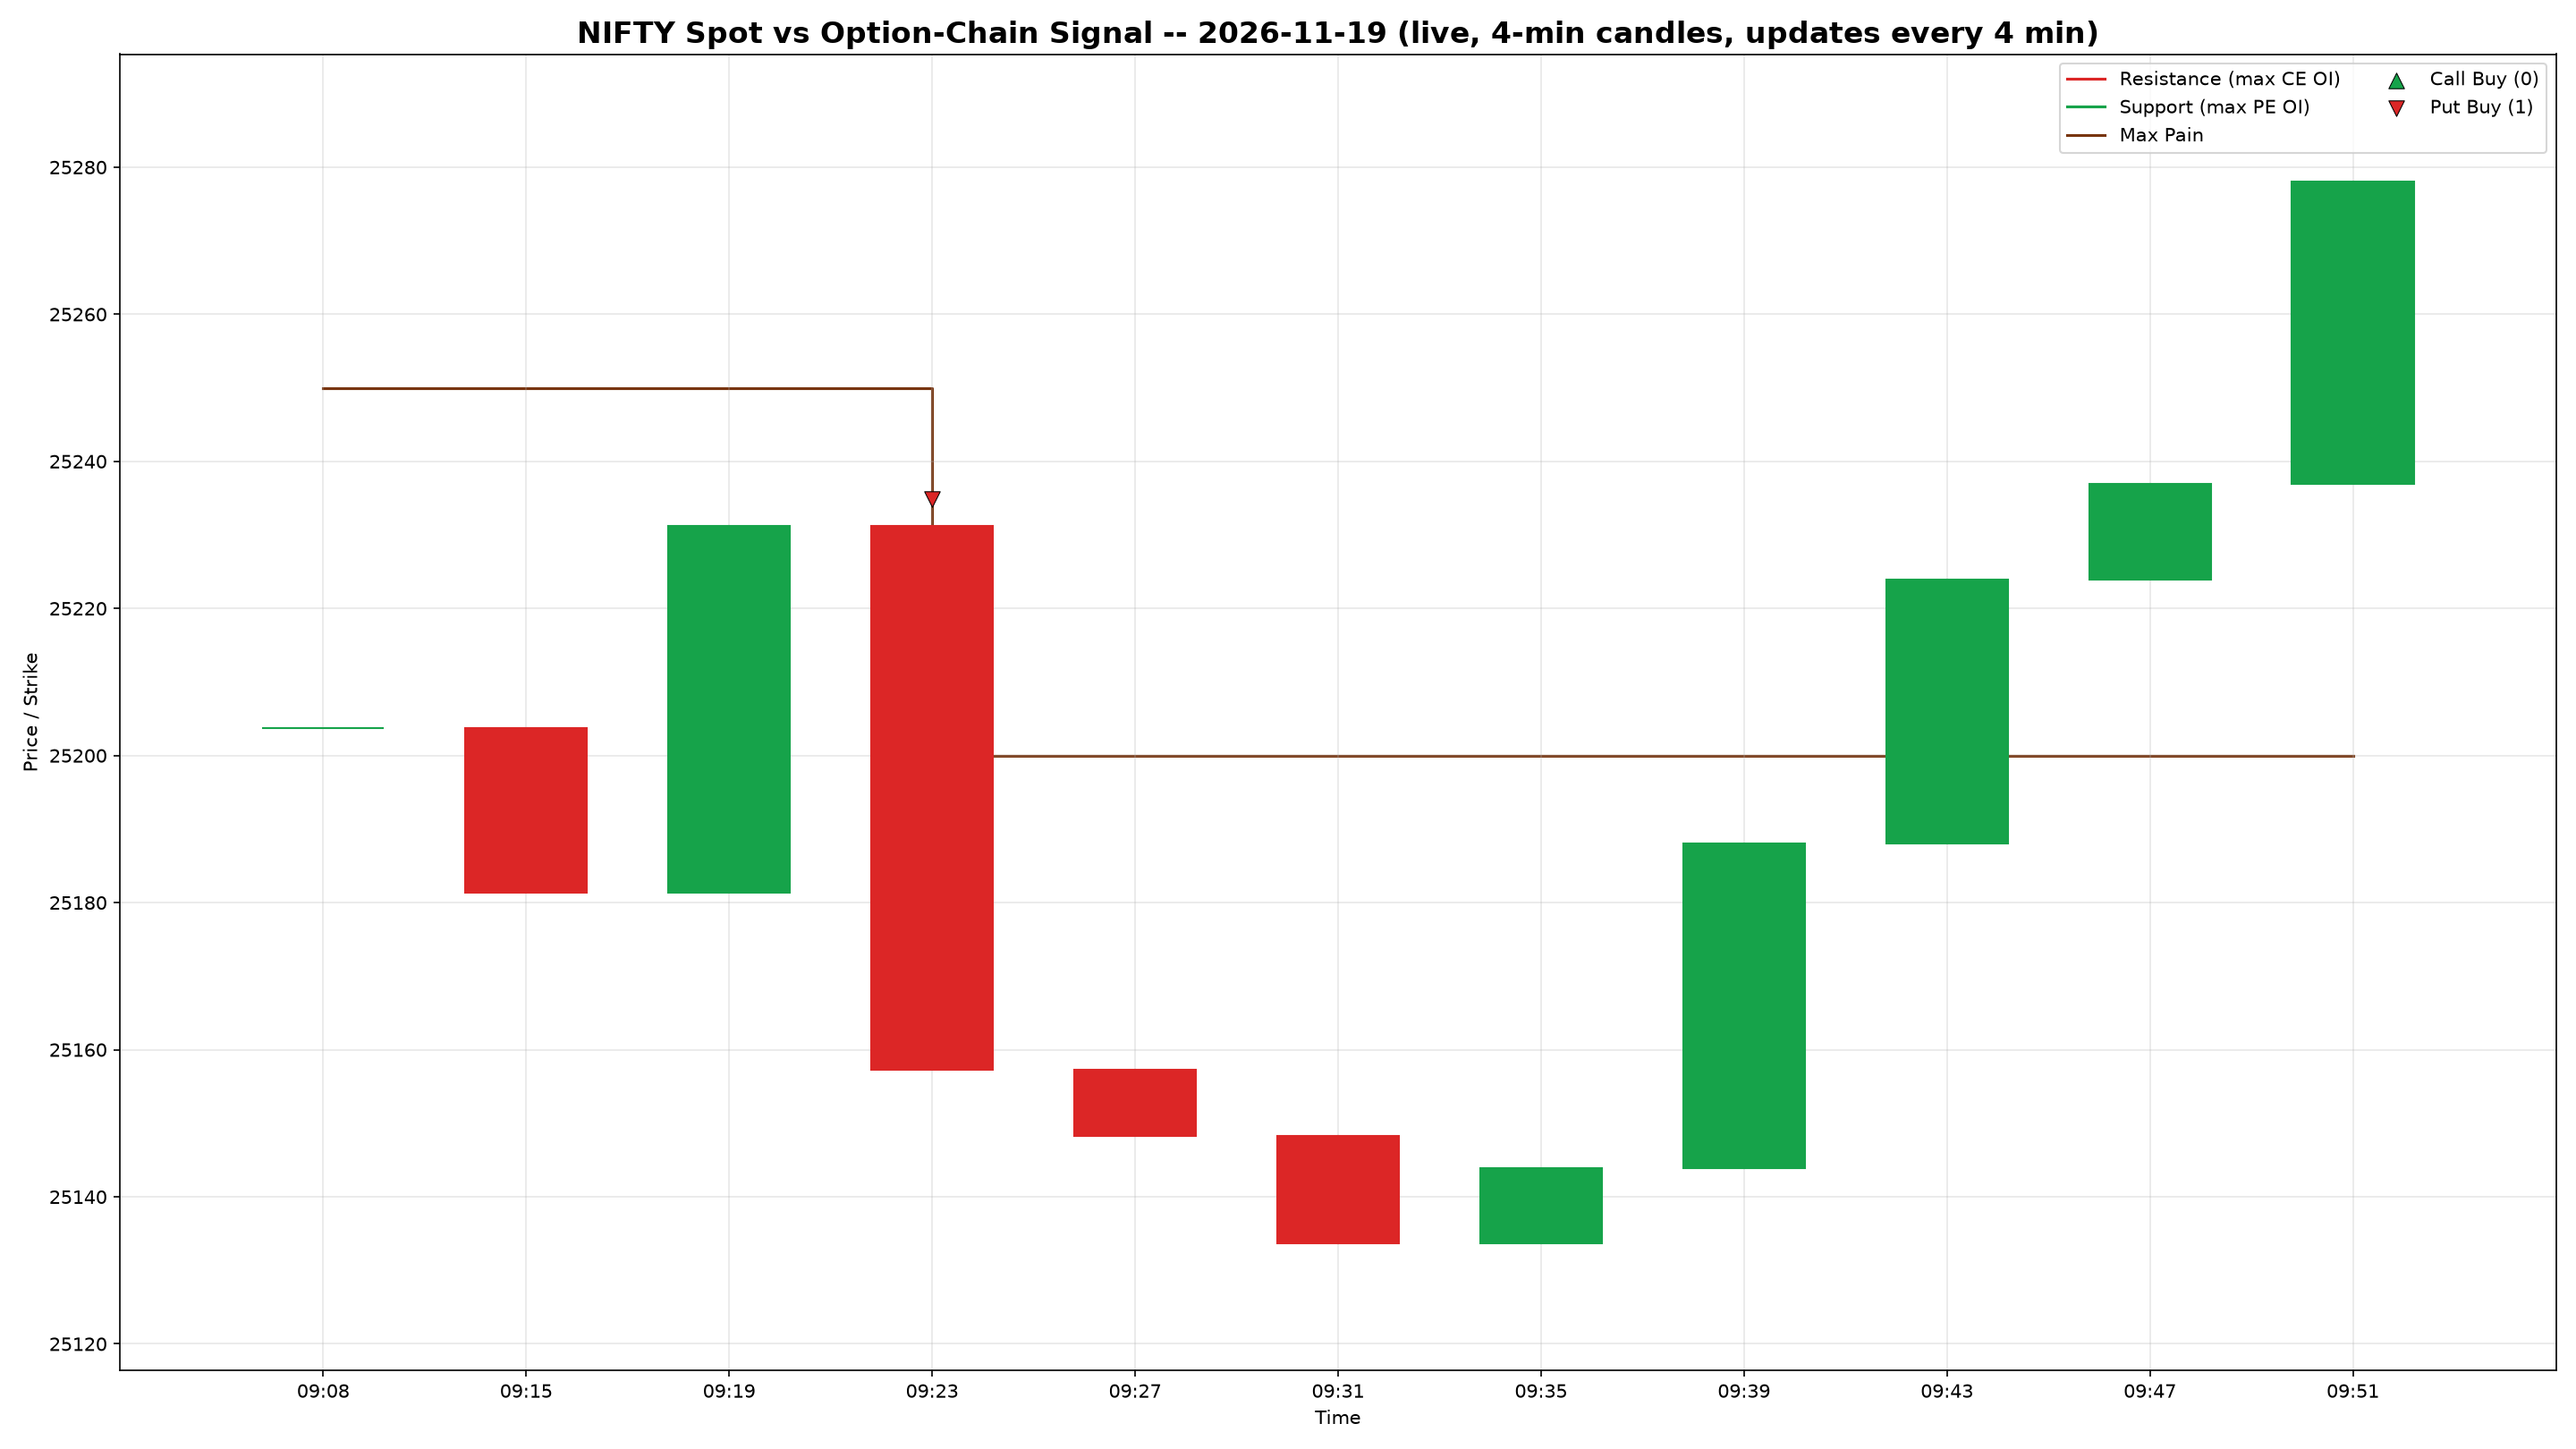 NIFTY Spot vs Option-Chain Signal -- 2026-11-19 (live, 4-min candles, updates every 4 min)
Resistance (max CE OI)
Support (max PE OI)
Max Pain
Call Buy (0)
Put Buy (1)
Price / Strike
25280
25260
25240
25220
25200
25180
25160
25140
25120
09:08 09:15 09:19 09:23 09:27 09:31 09:35 09:39 09:43 09:47 09:51
Time